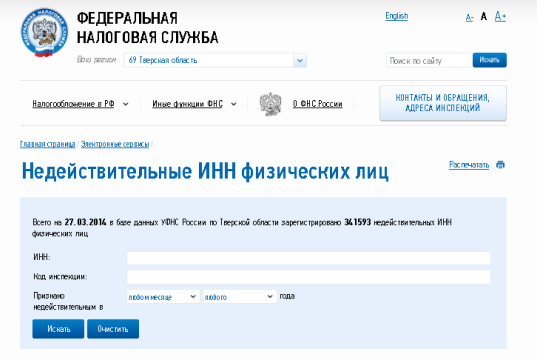 ФЕДЕРАЛЬНАЯ
НАЛОГОВАЯ СЛУЖБА
English
A- A A+
Ваш регион 69 Тверская область
Поиск по сайту Искать
Налогообложение в РФ Иные функции ФНС О ФНС России
КОНТАКТЫ И ОБРАЩЕНИЯ,
АДРЕСА ИНСПЕКЦИЙ
Главная страница / Электронные сервисы /
Недействительные ИНН физических лиц
Распечатать
Всего на 27.03.2014 в базе данных УФНС России по Тверской области зарегистрировано 341593 недействительных ИНН
физических лиц
ИНН:
Код инспекции:
Признано
недействительным в
любом месяце любого года
Искать Очистить